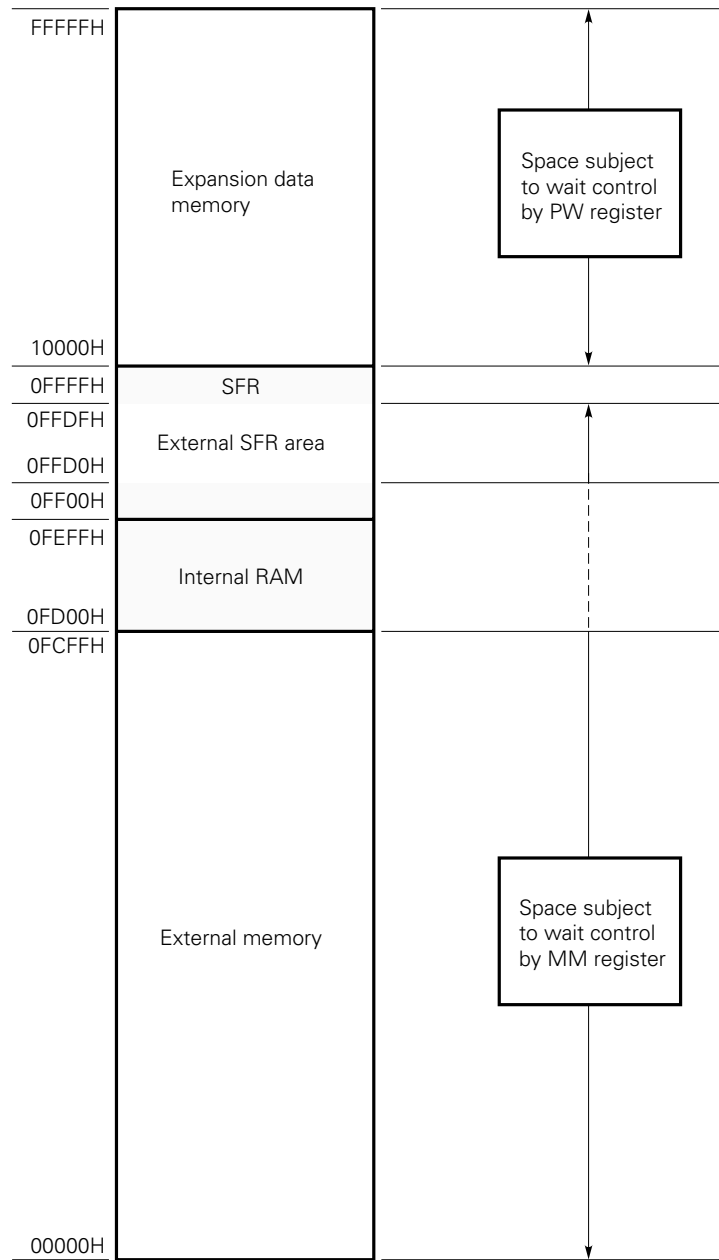 FFFFFH
Expansion data
memory
Space subject
to wait control
by PW register
10000H
0FFFFH
SFR
0FFDFH
External SFR area
0FFD0H
0FF00H
0FEFFH
Internal RAM
0FD00H
0FCFFH
External memory
Space subject
to wait control
by MM register
00000H